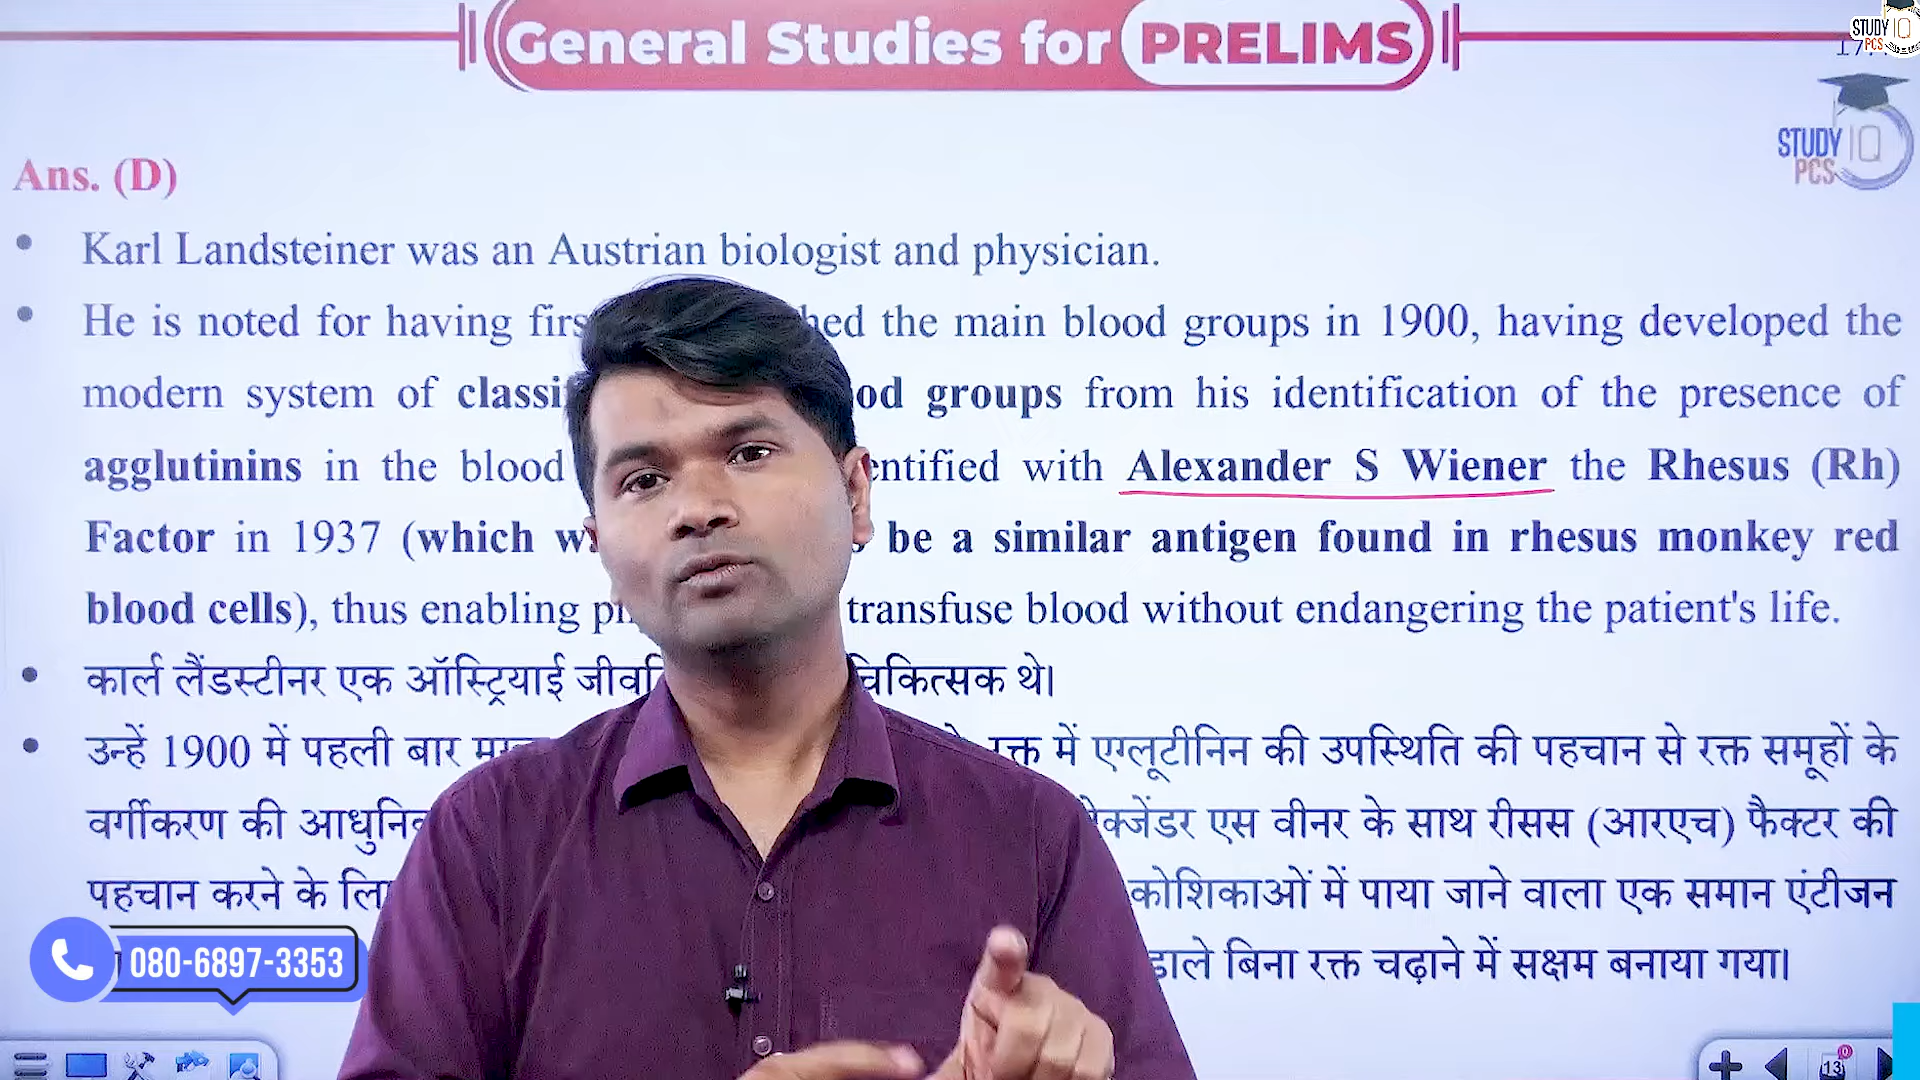 General Studies for PRELIMS
STUDY IQ
PCS
STUDY IQ
PCS
Ans. (D)
• Karl Landsteiner was an Austrian biologist and physician.
• He is noted for having first hed the main blood groups in 1900, having developed the
modern system of classi od groups from his identification of the presence of
agglutinins in the blood entified with Alexander S Wiener the Rhesus (Rh)
Factor in 1937 (which w be a similar antigen found in rhesus monkey red
blood cells), thus enabling transfuse blood without endangering the patient's life.
• कार्ल लैंडस्टीनर एक ऑस्ट्रियाई चिकित्सक थे।
• उन्हें 1900 में पहली बार रक्त में एग्लूटीनिन की उपस्थिति की पहचान से रक्त समूहों के
वर्गीकरण की एस वीनर के साथ रीसस (आरएच) फैक्टर की
पहचान करने के कोशिकाओं में पाया जाने वाला एक समान एंटीजन
डाले बिना रक्त चढ़ाने में सक्षम बनाया गया।
080-6897-3353
13